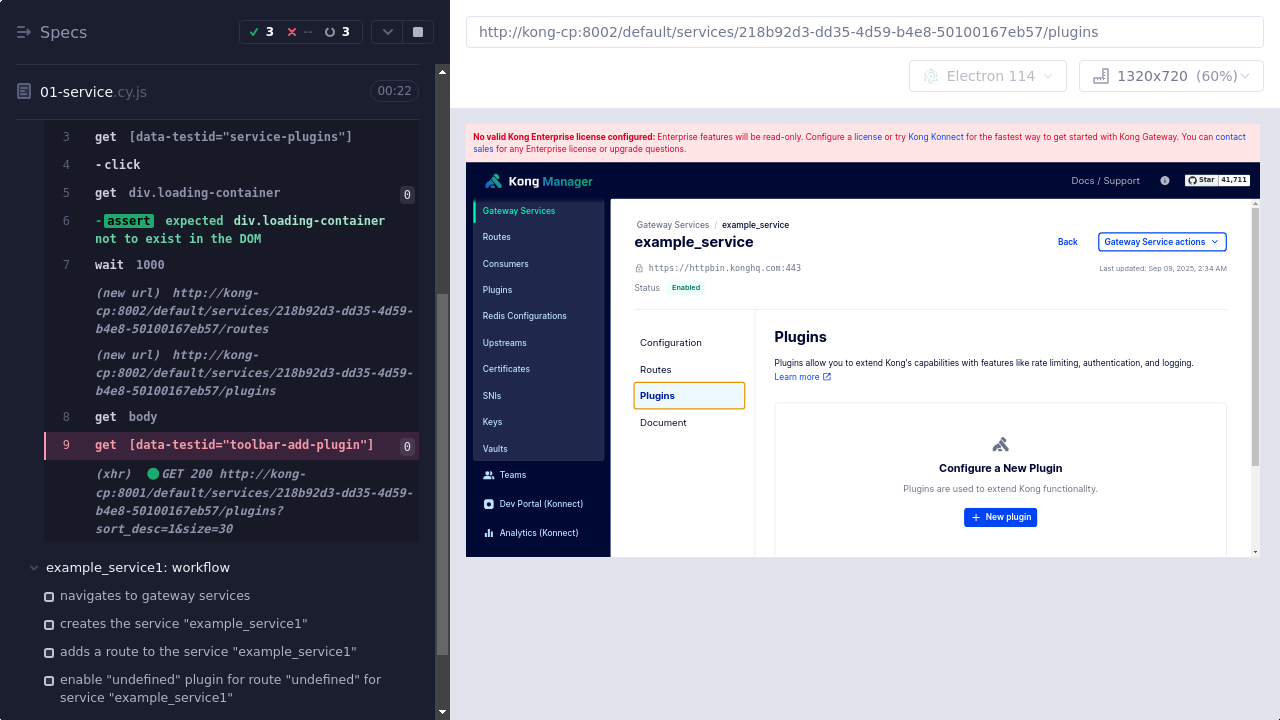 Specs
3
--
3
01-service.cy.js
00:22
3 get [data-testid="service-plugins"]
4 -click
5 get div.loading-container 0
6 -assert expected div.loading-container
not to exist in the DOM
7 wait 1000
(new url) http://kong-
cp:8002/default/services/218b92d3-dd35-4d59-
b4e8-50100167eb57/routes
(new url) http://kong-
cp:8002/default/services/218b92d3-dd35-4d59-
b4e8-50100167eb57/plugins
8 get body
9 get [data-testid="toolbar-add-plugin"] 0
(xhr) GET 200 http://kong-
cp:8001/default/services/218b92d3-dd35-4d59-
b4e8-50100167eb57/plugins?
sort_desc=1&size=30
example_service1: workflow
navigates to gateway services
creates the service "example_service1"
adds a route to the service "example_service1"
enable "undefined" plugin for route "undefined" for
service "example_service1"
http://kong-cp:8002/default/services/218b92d3-dd35-4d59-b4e8-50100167eb57/plugins
Electron 114
1320x720 (60%)
No valid Kong Enterprise license configured: Enterprise features will be read-only. Configure a license or try Kong Konnect for the fastest way to get started with Kong Gateway. You can contact
sales for any Enterprise license or upgrade questions.
Kong Manager
Docs / Support
Star 41,711
Gateway Services
Routes
Consumers
Plugins
Redis Configurations
Upstreams
Certificates
SNIs
Keys
Vaults
Teams
Dev Portal (Konnect)
Analytics (Konnect)
Gateway Services / example_service
example_service
Back
Gateway Service actions
https://httpbin.konghq.com:443
Last updated: Sep 09, 2025, 2:34 AM
Status Enabled
Configuration
Routes
Plugins
Document
Plugins
Plugins allow you to extend Kong's capabilities with features like rate limiting, authentication, and logging.
Learn more
Configure a New Plugin
Plugins are used to extend Kong functionality.
+ New plugin